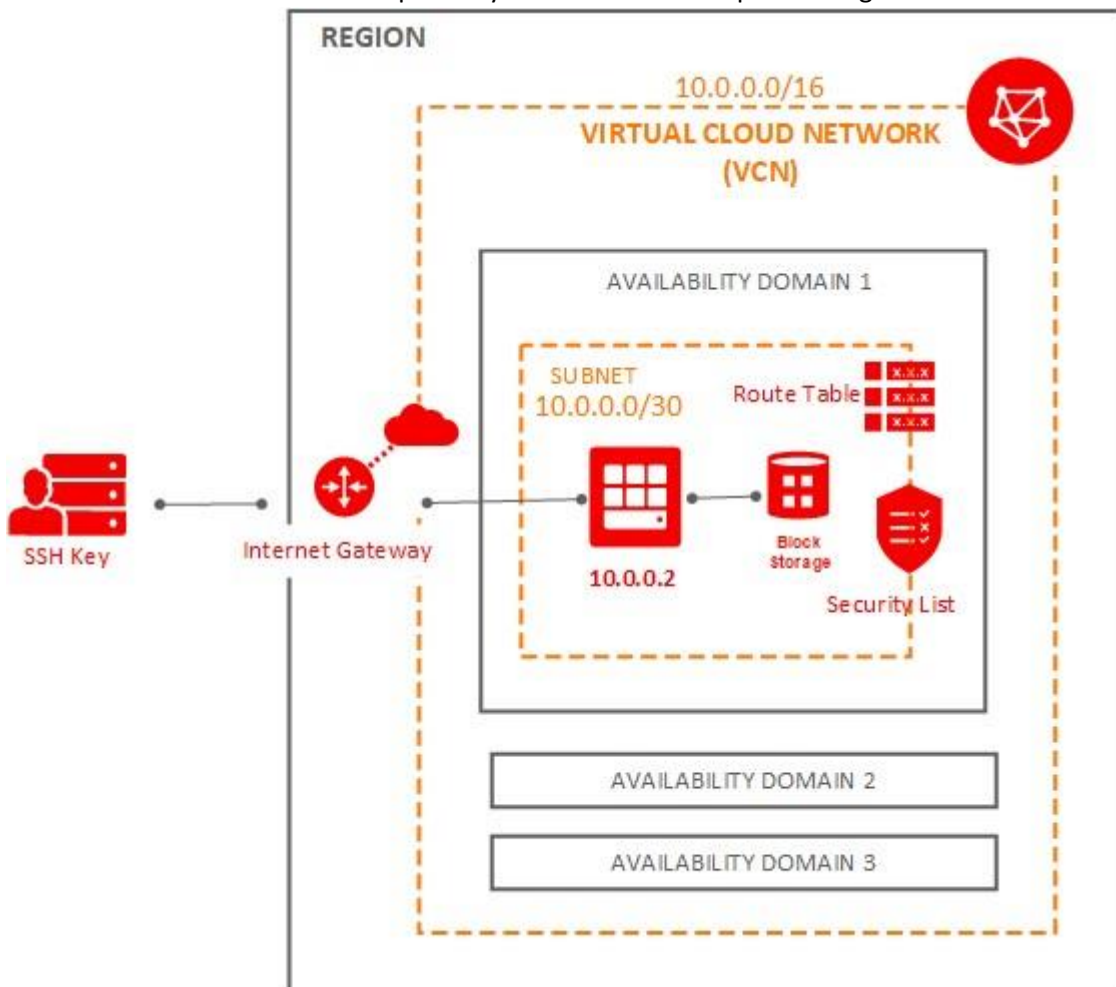 REGION
10.0.0.0/16
VIRTUAL CLOUD NETWORK
(VCN)
AVAILABILITY DOMAIN 1
SUBNET
10.0.0.0/30
Route Table
x.x.x
x.x.x
x.x.x
SSH Key
Internet Gateway
10.0.0.2
Block
Storage
Security List
AVAILABILITY DOMAIN 2
AVAILABILITY DOMAIN 3